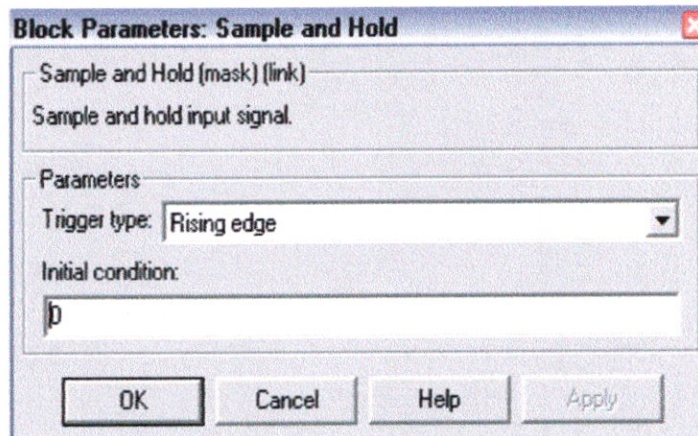 Block Parameters: Sample and Hold
Sample and Hold (mask) (link)
Sample and hold input signal.
Parameters
Trigger type: Rising edge
Initial condition:
0
OK Cancel Help Apply